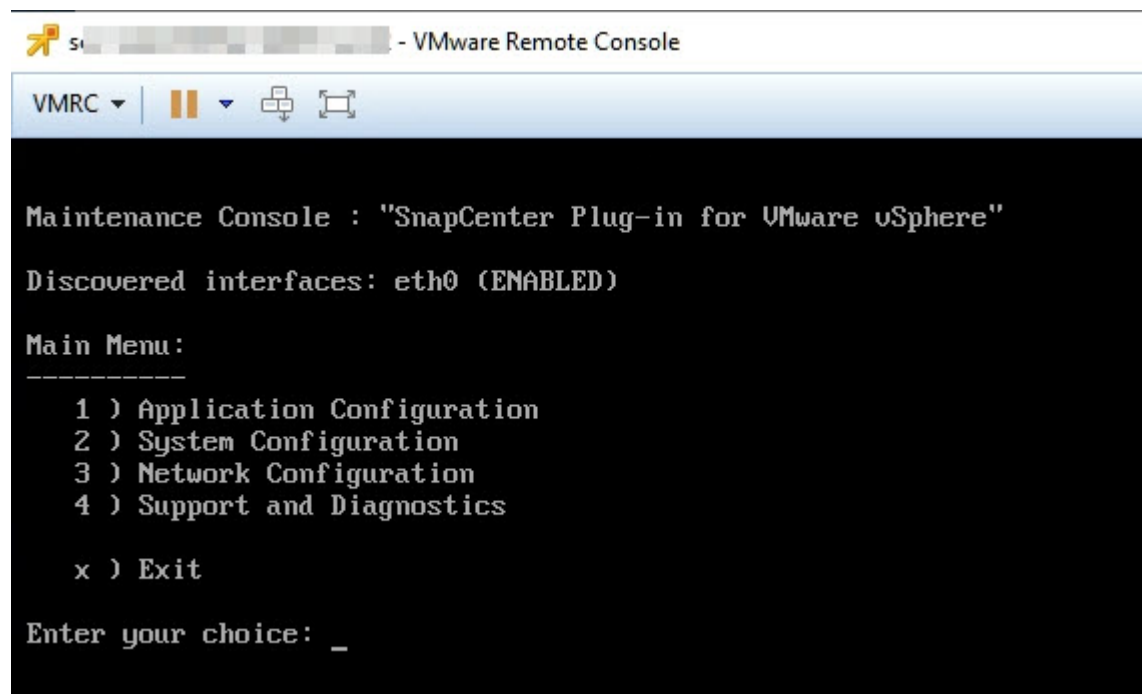 - VMware Remote Console
VMRC
Maintenance Console : "SnapCenter Plug-in for VMware vSphere"
Discovered interfaces: eth0 (ENABLED)
Main Menu:
----------
1 ) Application Configuration
2 ) System Configuration
3 ) Network Configuration
4 ) Support and Diagnostics
x ) Exit
Enter your choice: _